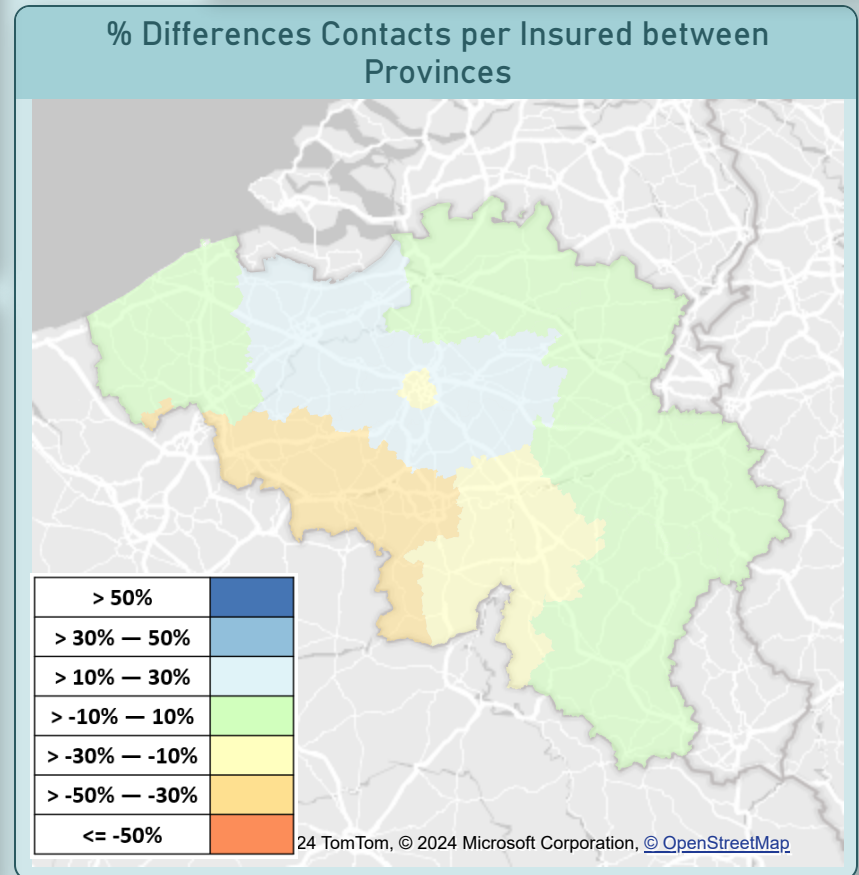 % Differences Contacts per Insured between
Provinces
> 50%
> 30% — 50%
> 10% — 30%
> -10% — 10%
> -30% — -10%
> -50% — -30%
<= -50%
24 TomTom, © 2024 Microsoft Corporation, © OpenStreetMap